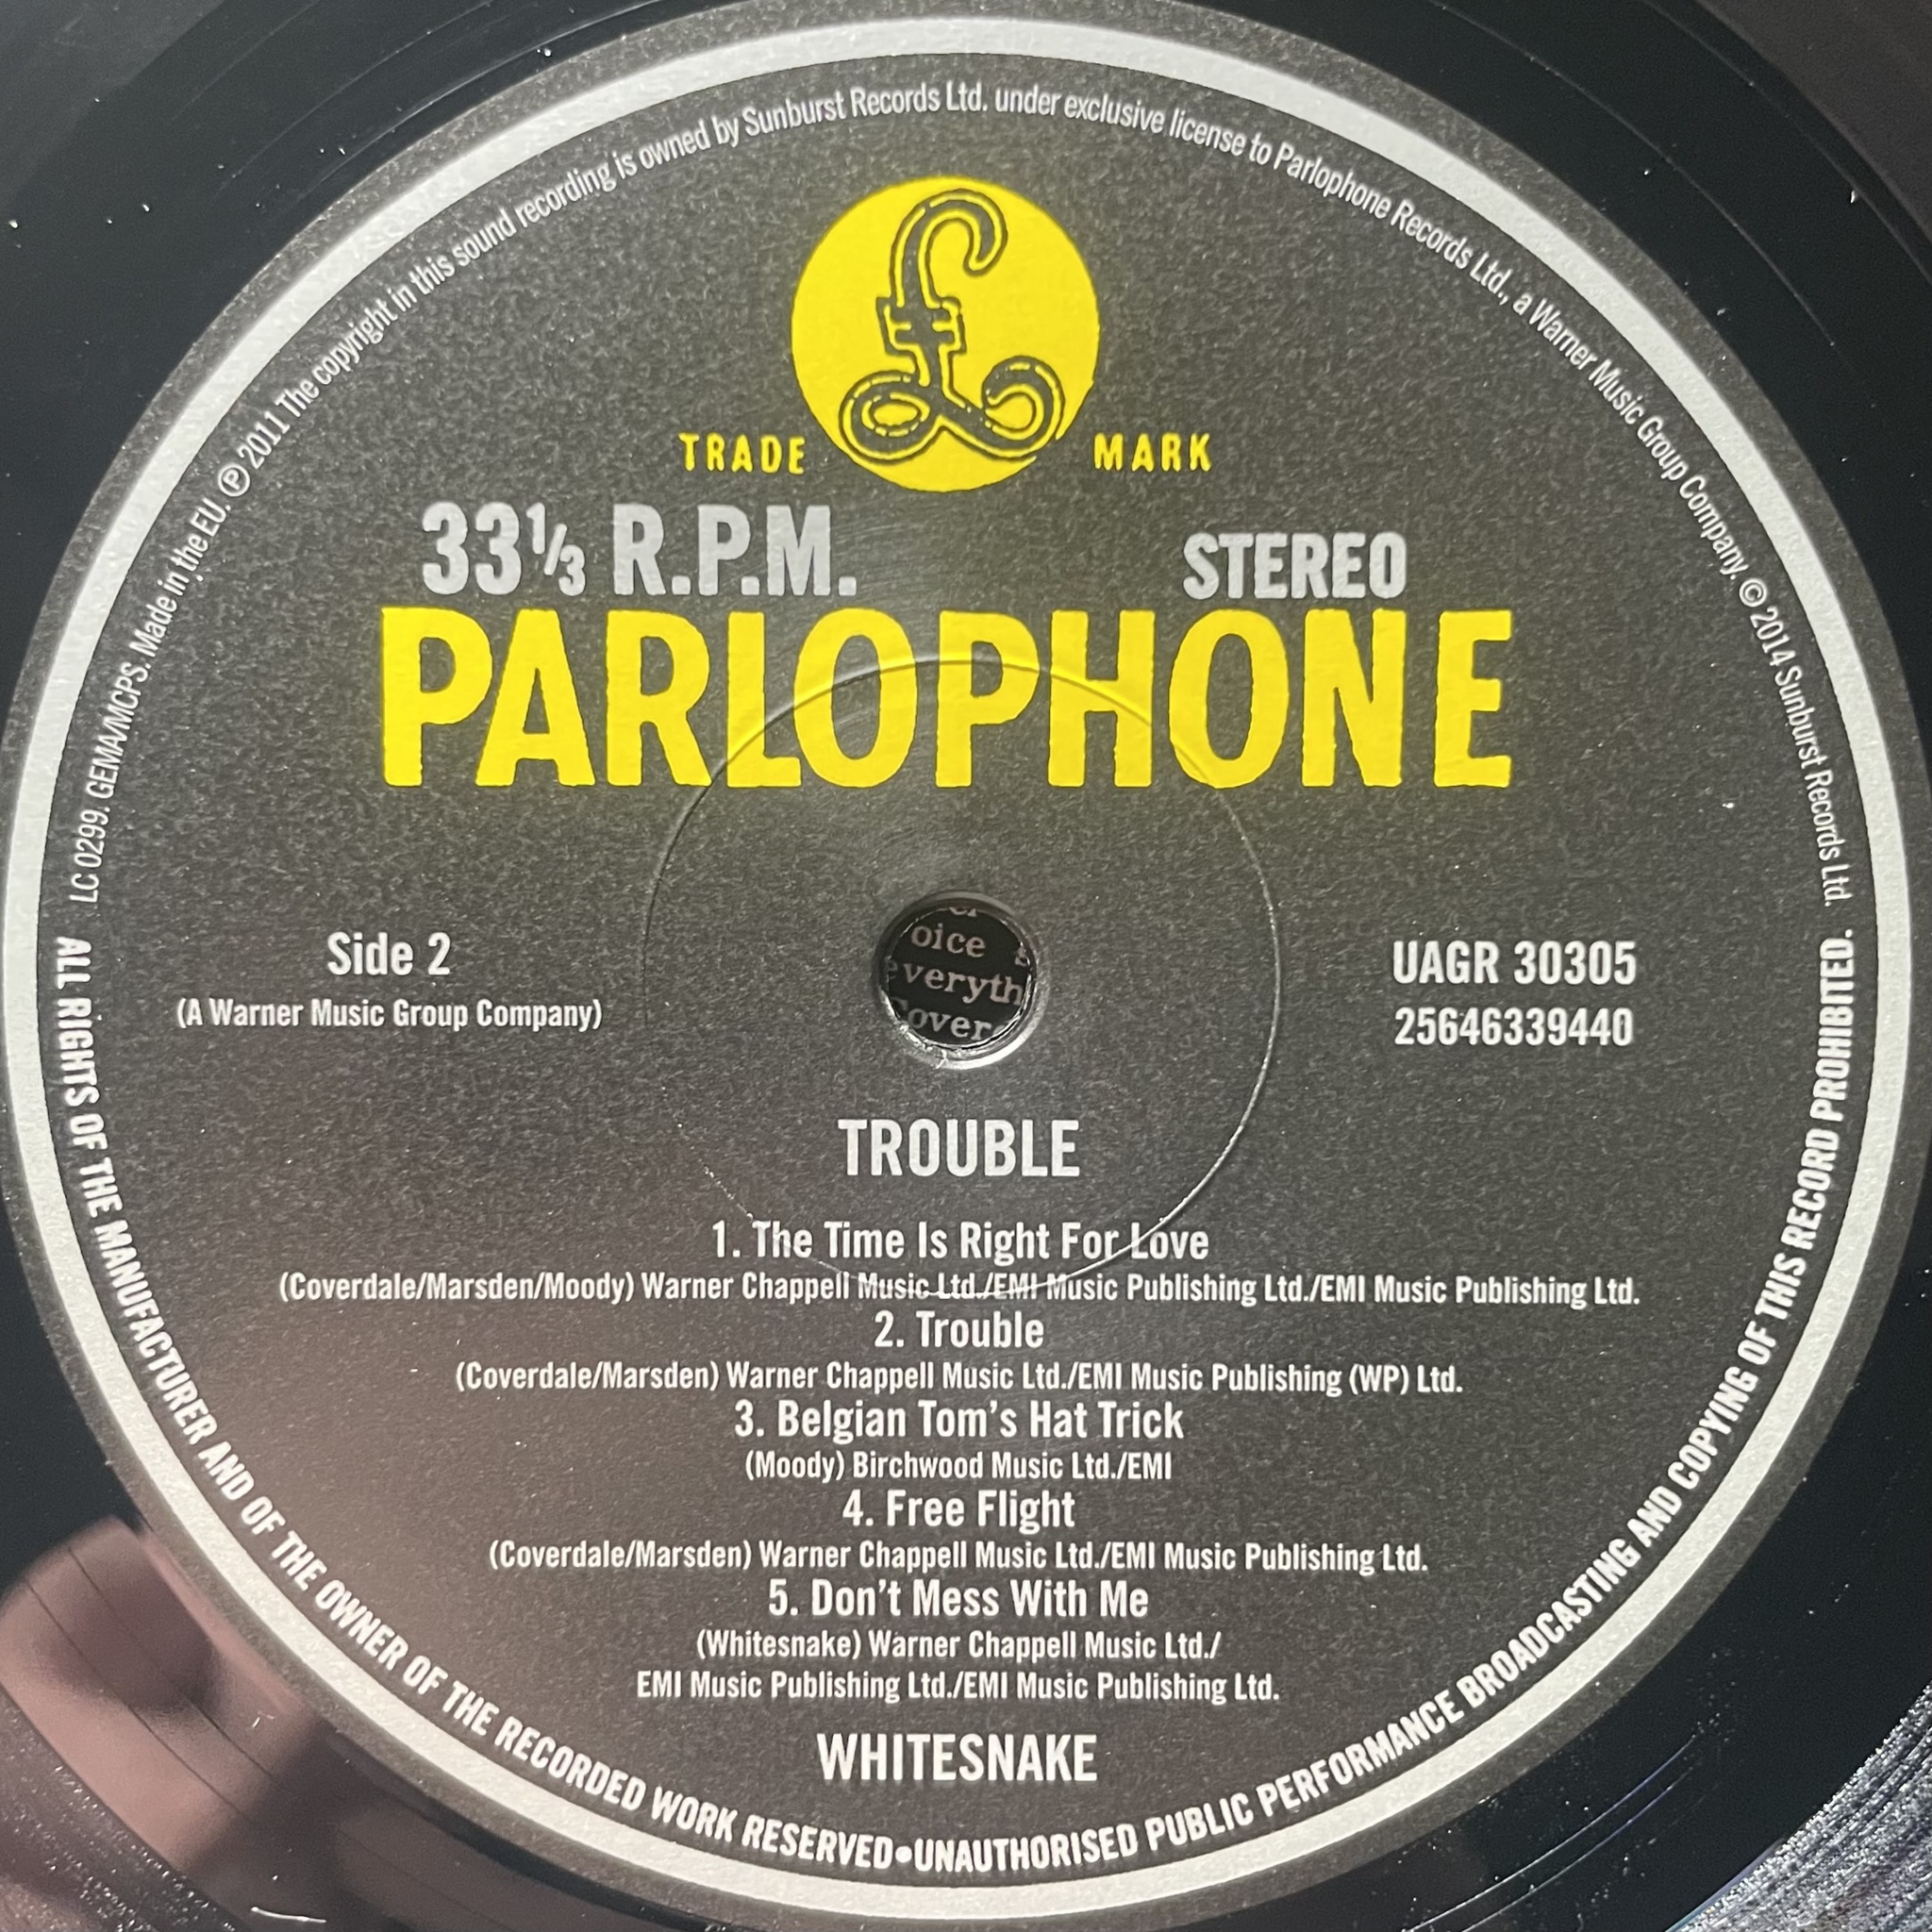 LC 0299. GEMA/MCPS. Made in the EU. ℗ 2011 The copyright in this sound recording is owned by Sunburst Records Ltd. under exclusive license to Parlophone Records Ltd., a Warner Music Group Company. © 2014 Sunburst Records Ltd.
£
TRADE MARK
33⅓ R.P.M. STEREO
PARLOPHONE
Side 2
(A Warner Music Group Company)
UAGR 30305
25646339440
oice
veryth
over
TROUBLE
1. The Time Is Right For Love
(Coverdale/Marsden/Moody) Warner Chappell Music Ltd./EMI Music Publishing Ltd./EMI Music Publishing Ltd.
2. Trouble
(Coverdale/Marsden) Warner Chappell Music Ltd./EMI Music Publishing (WP) Ltd.
3. Belgian Tom’s Hat Trick
(Moody) Birchwood Music Ltd./EMI
4. Free Flight
(Coverdale/Marsden) Warner Chappell Music Ltd./EMI Music Publishing Ltd.
5. Don’t Mess With Me
(Whitesnake) Warner Chappell Music Ltd./
EMI Music Publishing Ltd./EMI Music Publishing Ltd.
WHITESNAKE
ALL RIGHTS OF THE MANUFACTURER AND OF THE OWNER OF THE RECORDED WORK RESERVED•UNAUTHORISED PUBLIC PERFORMANCE BROADCASTING AND COPYING OF THIS RECORD PROHIBITED.